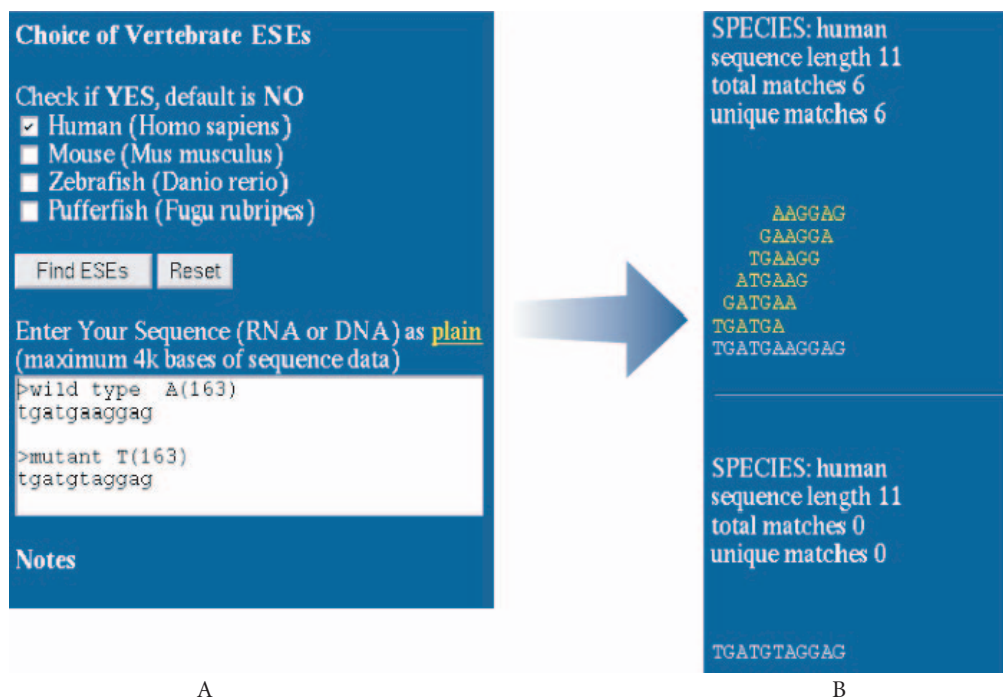 Choice of Vertebrate ESEs
Check if YES, default is NO
Human (Homo sapiens)
Mouse (Mus musculus)
Zebrafish (Danio rerio)
Pufferfish (Fugu rubripes)
Find ESEs Reset
Enter Your Sequence (RNA or DNA) as plain
(maximum 4k bases of sequence data)
>wild type A(163)
tgatgaaggag
>mutant T(163)
tgatgtaggag
Notes
A
SPECIES: human
sequence length 11
total matches 6
unique matches 6
AAGGAG
GAAGGA
TGAAGG
ATGAAG
GATGAA
TGATGA
TGATGAAGGAG
SPECIES: human
sequence length 11
total matches 0
unique matches 0
TGATGTAGGAG
B